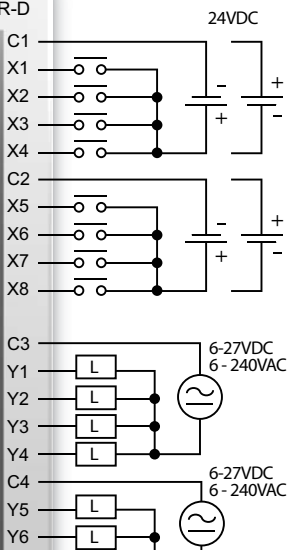 R-D
24VDC
C1
X1
X2
X3
X4
C2
X5
X6
X7
X8
- + + -
- + + -
C3
6-27VDC
6 - 240VAC
Y1 L
Y2 L
Y3 L
Y4 L
C4
6-27VDC
6 - 240VAC
Y5 L
Y6 L